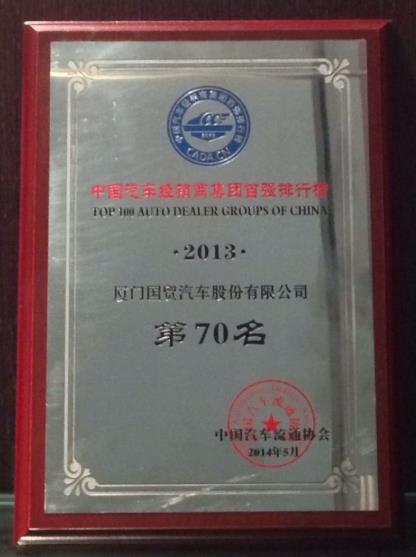 CADA.CN
中国汽车经销商集团百强排行榜
TOP 100 AUTO DEALER GROUPS OF CHINA
·2013·
厦门国贸汽车股份有限公司
第70名
中国汽车流通协会
2014年5月